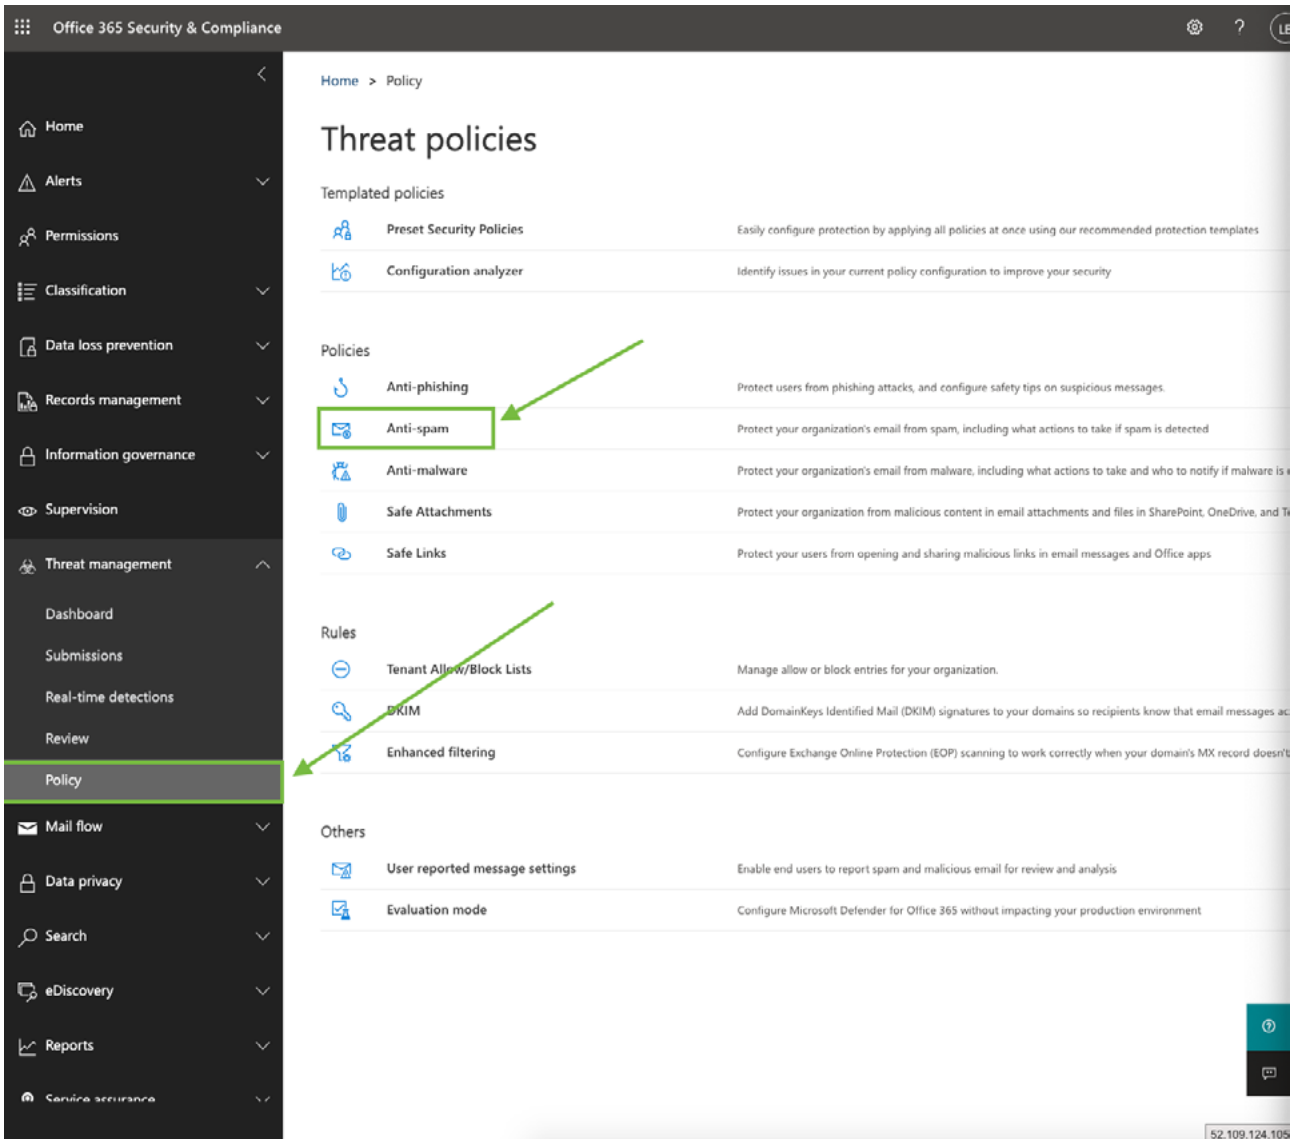 Office 365 Security & Compliance
?
LE
Home
Alerts
Permissions
Classification
Data loss prevention
Records management
Information governance
Supervision
Threat management
Dashboard
Submissions
Real-time detections
Review
Policy
Mail flow
Data privacy
Search
eDiscovery
Reports
Service assurance
Home > Policy
Threat policies
Templated policies
Preset Security Policies Easily configure protection by applying all policies at once using our recommended protection templates
Configuration analyzer Identify issues in your current policy configuration to improve your security
Policies
Anti-phishing Protect users from phishing attacks, and configure safety tips on suspicious messages.
Anti-spam Protect your organization's email from spam, including what actions to take if spam is detected
Anti-malware Protect your organization's email from malware, including what actions to take and who to notify if malware is
Safe Attachments Protect your organization from malicious content in email attachments and files in SharePoint, OneDrive, and Te
Safe Links Protect your users from opening and sharing malicious links in email messages and Office apps
Rules
Tenant Allow/Block Lists Manage allow or block entries for your organization.
DKIM Add DomainKeys Identified Mail (DKIM) signatures to your domains so recipients know that email messages ac
Enhanced filtering Configure Exchange Online Protection (EOP) scanning to work correctly when your domain's MX record doesn't
Others
User reported message settings Enable end users to report spam and malicious email for review and analysis
Evaluation mode Configure Microsoft Defender for Office 365 without impacting your production environment
52.109.124.105